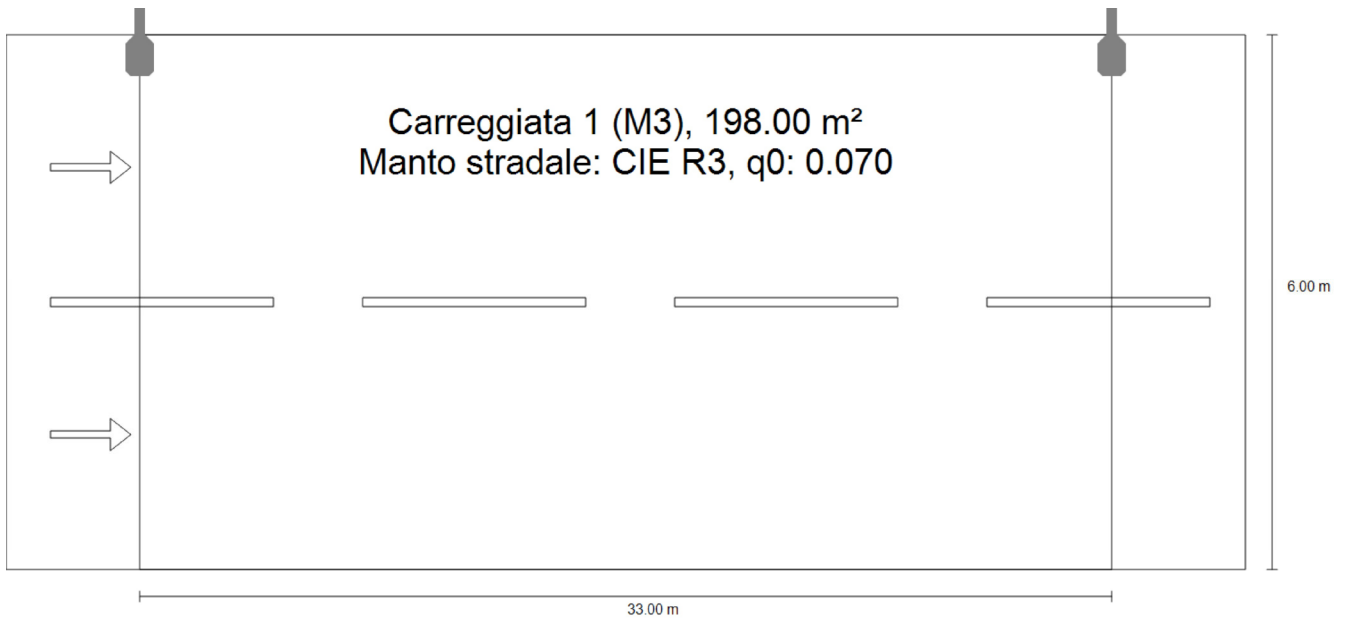 Carreggiata 1 (M3), 198.00 m²
Manto stradale: CIE R3, q0: 0.070
6.00 m
33.00 m